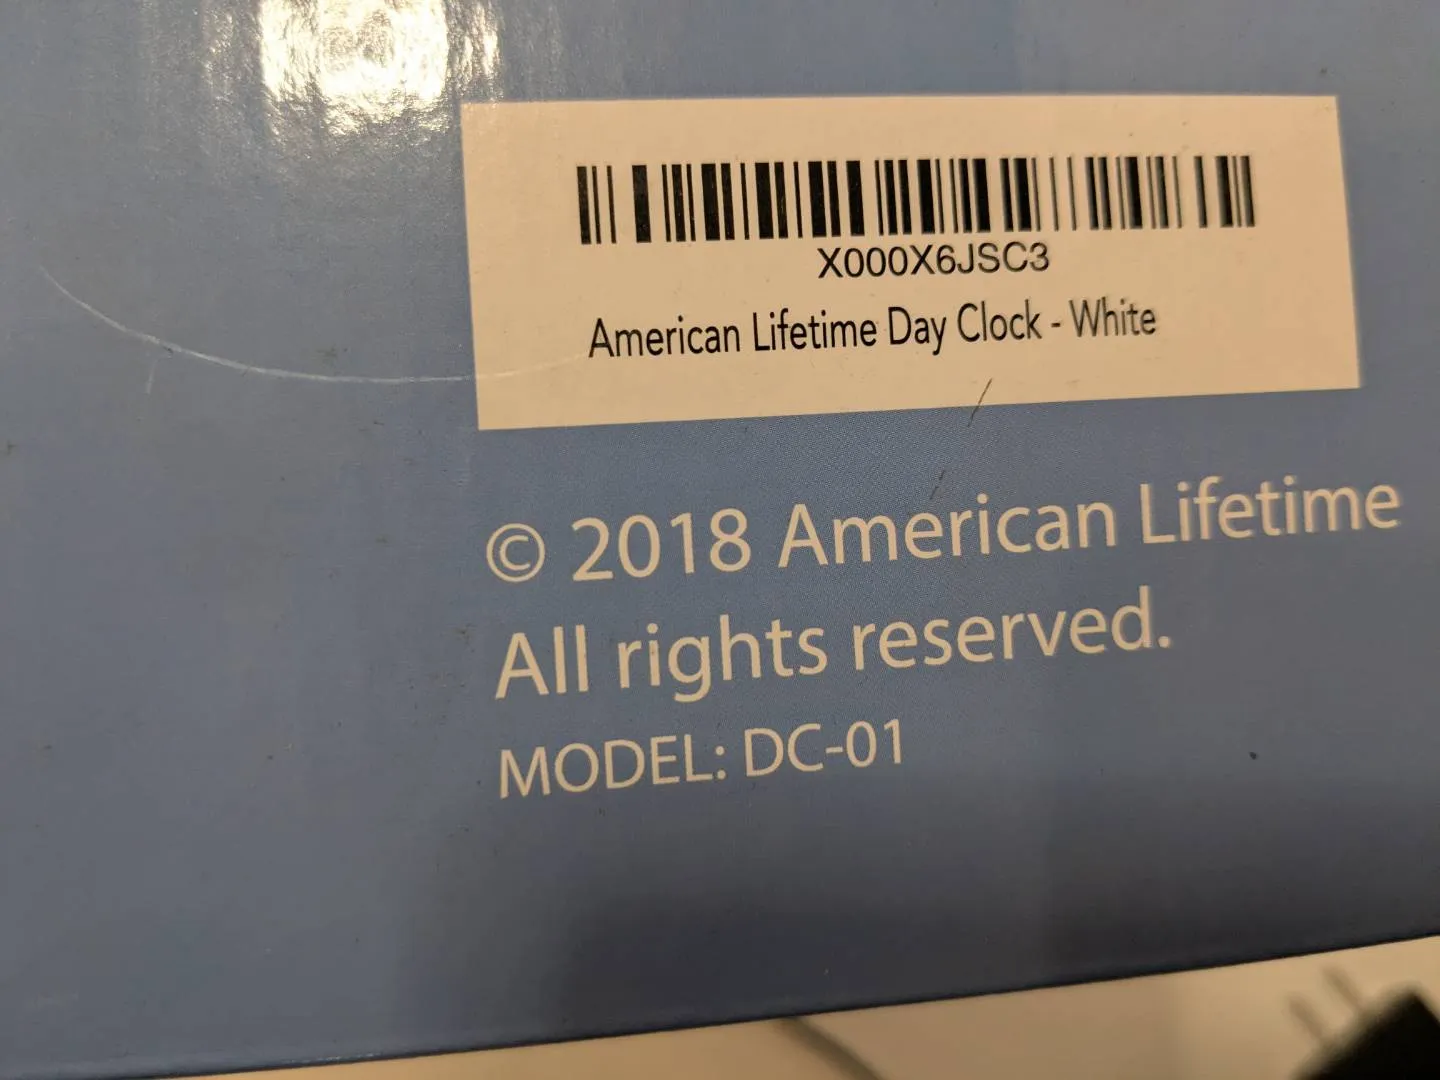 X000X6JSC3
American Lifetime Day Clock - White
© 2018 American Lifetime
All rights reserved.
MODEL: DC-01